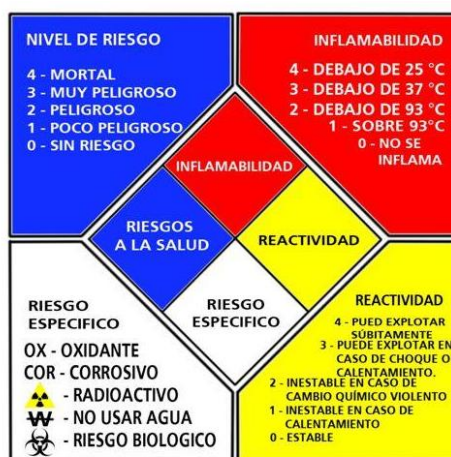 NIVEL DE RIESGO
4 - MORTAL
3 - MUY PELIGROSO
2 - PELIGROSO
1 - POCO PELIGROSO
0 - SIN RIESGO
INFLAMABILIDAD
4 - DEBAJO DE 25 °C
3 - DEBAJO DE 37 °C
2 - DEBAJO DE 93 °C
1 - SOBRE 93°C
0 - NO SE
INFLAMA
INFLAMABILIDAD
RIESGOS
A LA SALUD
REACTIVIDAD
RIESGO
ESPECIFICO
RIESGO
ESPECIFICO
OX - OXIDANTE
COR - CORROSIVO
- RADIOACTIVO
W - NO USAR AGUA
- RIESGO BIOLOGICO
REACTIVIDAD
4 - PUED EXPLOTAR
SÚBITAMENTE
3 - PUEDE EXPLOTAR EN
CASO DE CHOQUE O
CALENTAMIENTO.
2 - INESTABLE EN CASO DE
CAMBIO QUÍMICO VIOLENTO
1 - INESTABLE EN CASO DE
CALENTAMIENTO
0 - ESTABLE